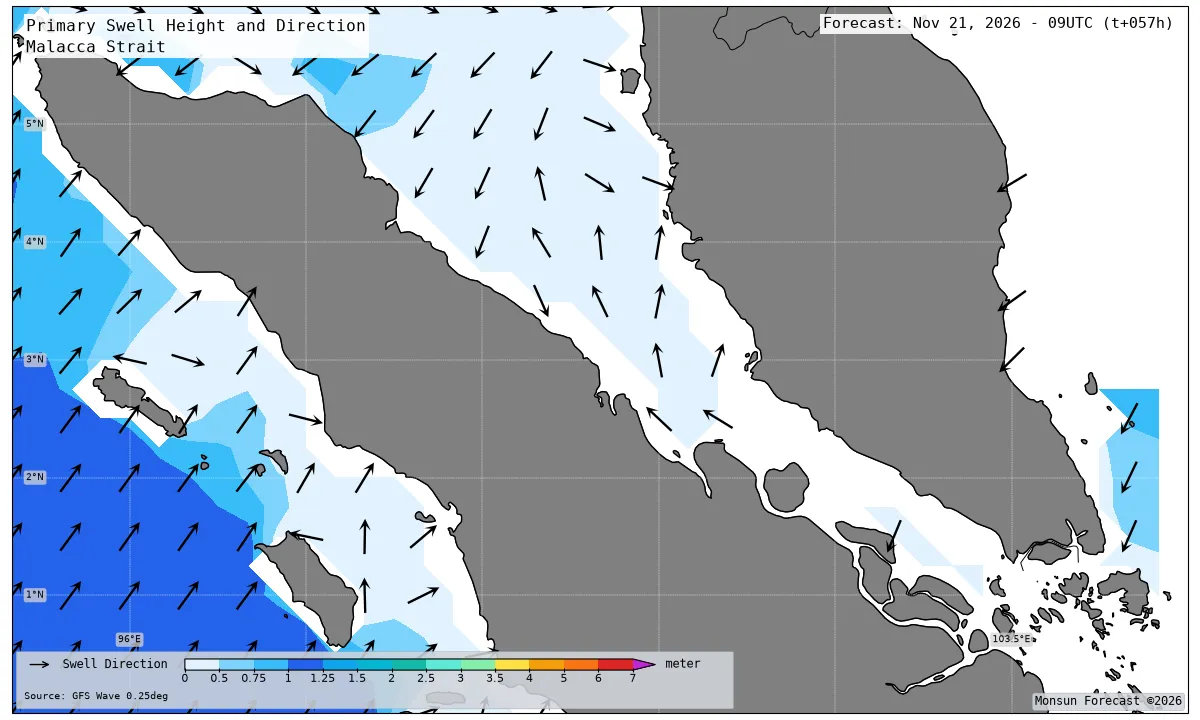 Primary Swell Height and Direction
Malacca Strait
Forecast: Nov 21, 2026 - 09UTC (t+057h)
5°N
4°N
3°N
2°N
1°N
96°E
103.5°E
Swell Direction
meter
0 0.5 0.75 1 1.25 1.5 2 2.5 3 3.5 4 5 6 7
Source: GFS Wave 0.25deg
Monsun Forecast ©2026